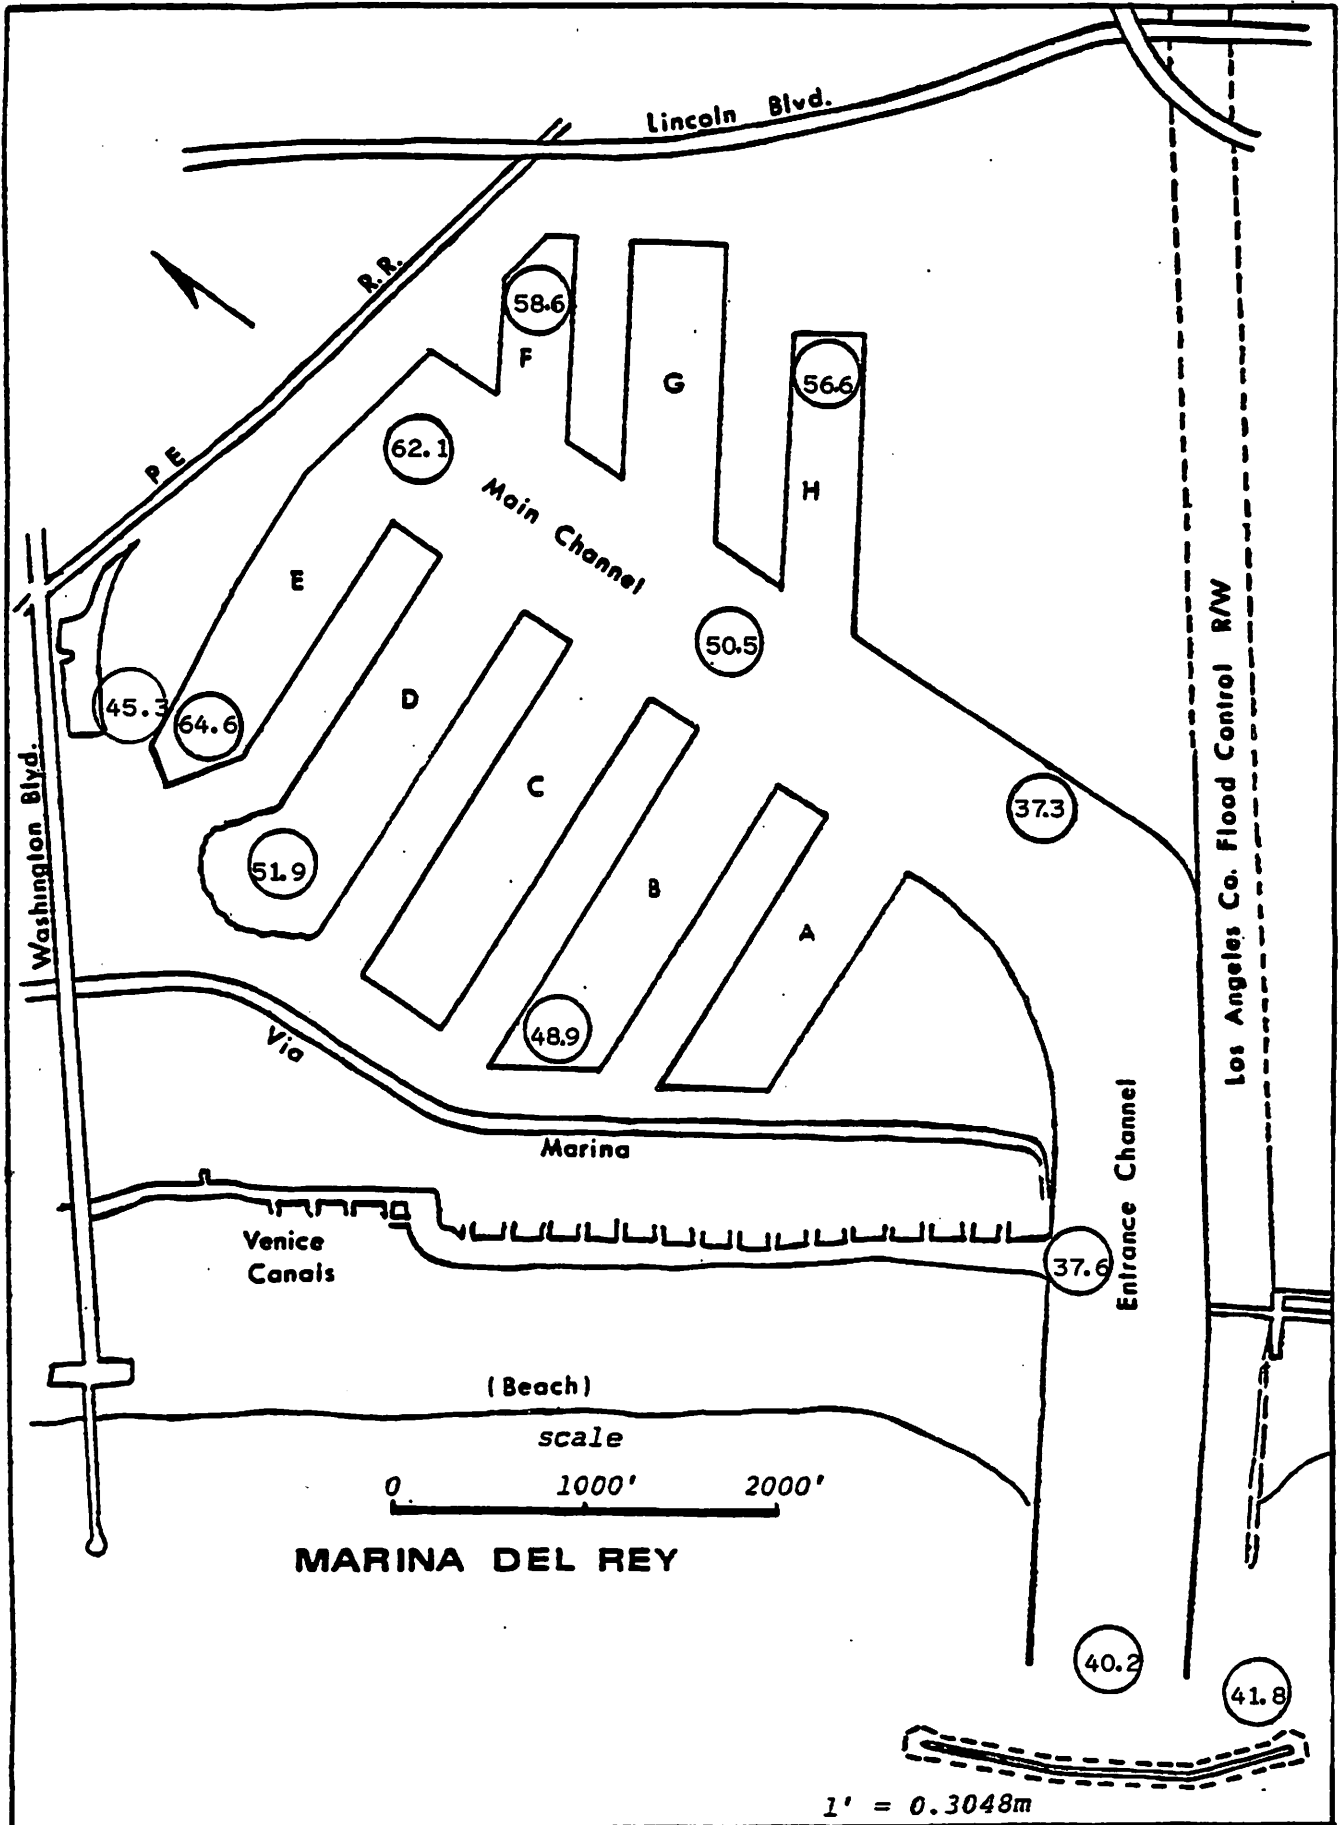 Lincoln Blvd.
R.R.
58.6
F
G
56.6
62.1
P E
Main Channel
H
E
50.5
D
45.3
64.6
Los Angeles Co. Flood Control R/W
Washington Blvd.
C
37.3
51.9
B
A
48.9
Via
Marina
Entrance Channel
Venice
Canais
37.6
(Beach)
scale
0 1000' 2000'
MARINA DEL REY
40.2
41.8
1' = 0.3048m